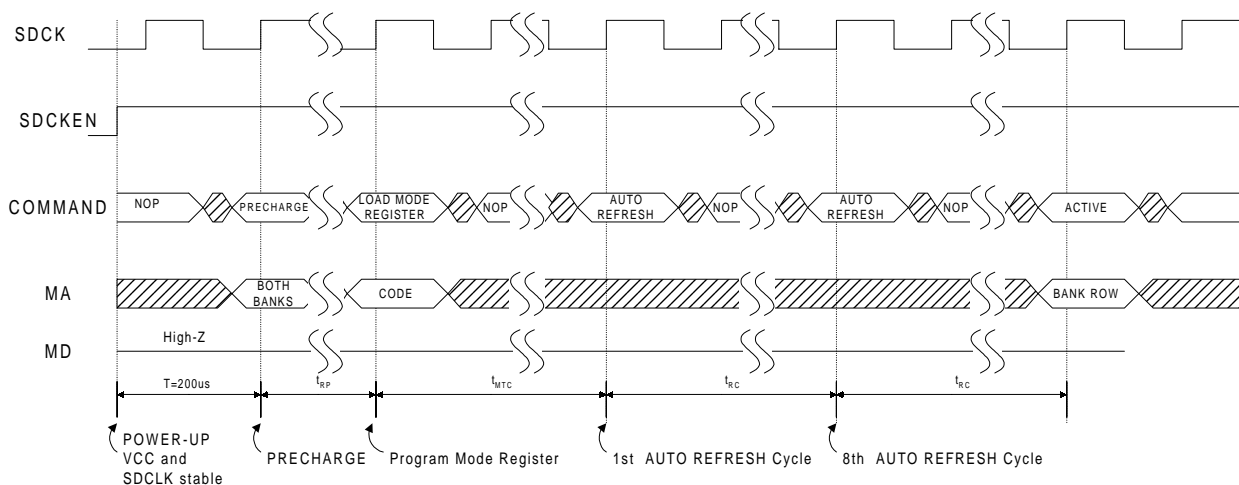 SDCK
SDCKEN
COMMAND
NOP
PRECHARGE
LOAD MODE
REGISTER
NOP
AUTO
REFRESH
NOP
AUTO
REFRESH
NOP
ACTIVE
MA
BOTH
BANKS
CODE
BANK ROW
MD
High-Z
T=200us
tRP
tMTC
tRC
tRC
POWER-UP
VCC and
SDCLK stable
PRECHARGE
Program Mode Register
1st AUTO REFRESH Cycle
8th AUTO REFRESH Cycle